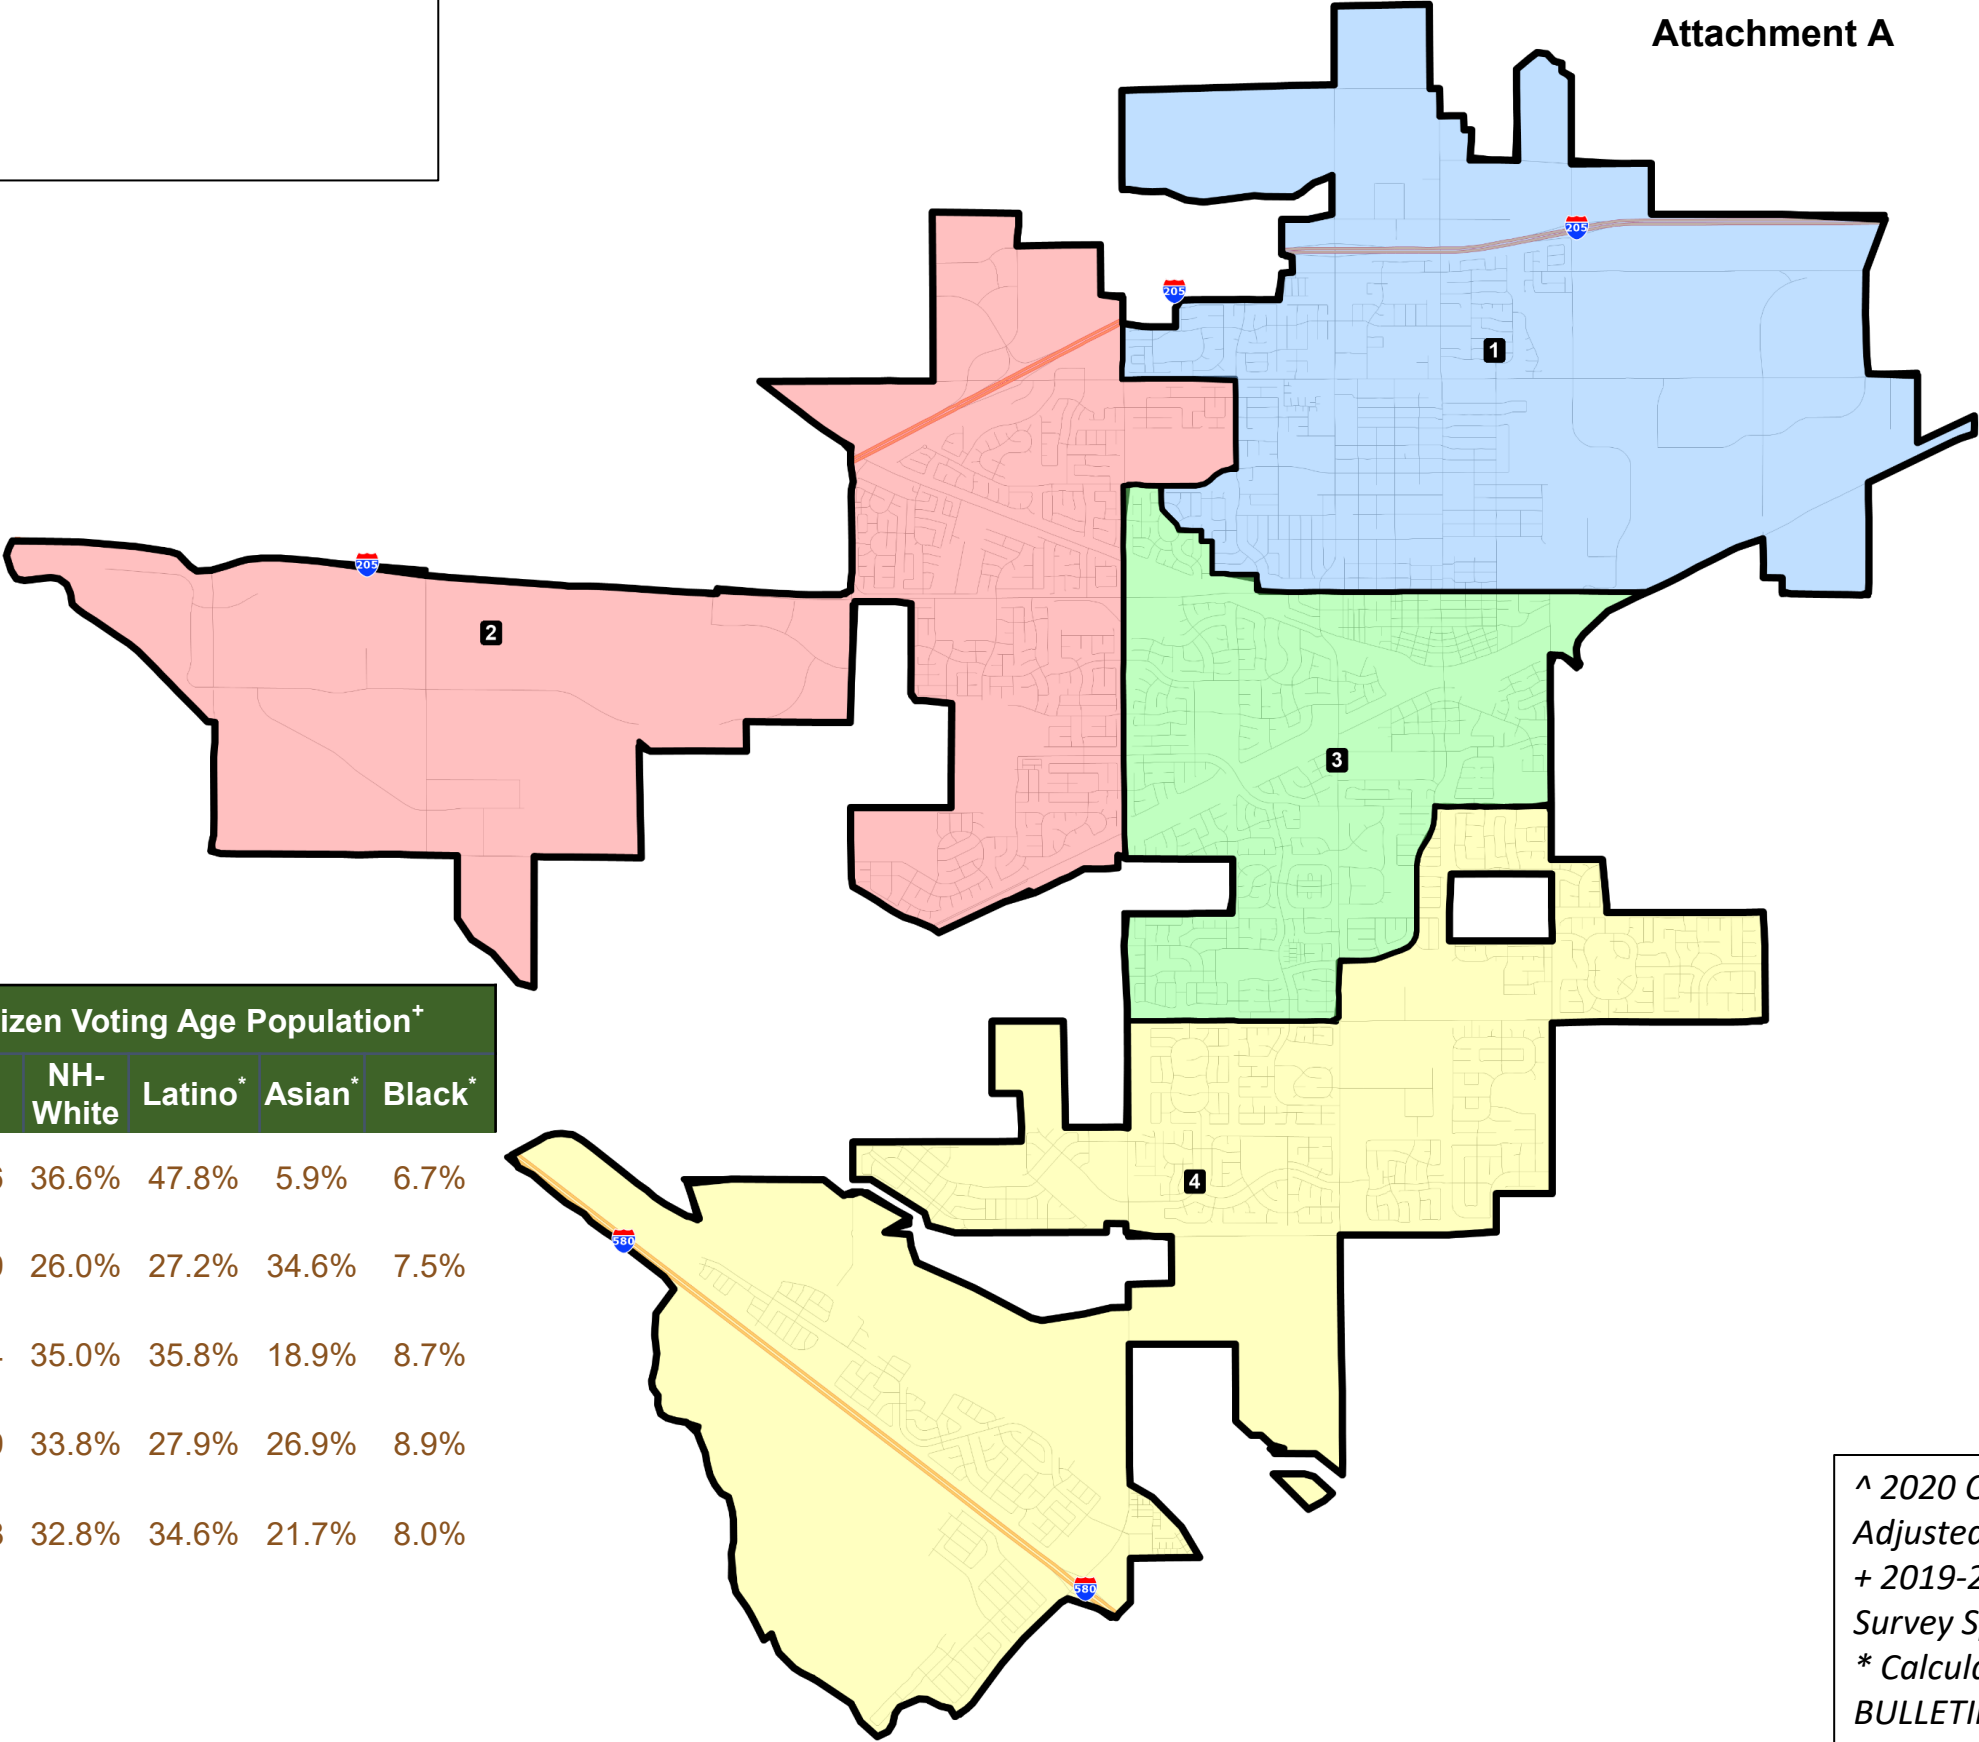 Attachment A
205
205
1
205
2
3
izen Voting Age Population+
NH-White Latino* Asian* Black*
36.6% 47.8% 5.9% 6.7%
4
580
26.0% 27.2% 34.6% 7.5%
35.0% 35.8% 18.9% 8.7%
33.8% 27.9% 26.9% 8.9%
32.8% 34.6% 21.7% 8.0%
580
^ 2020 C
Adjusted
+ 2019-2
Survey S
* Calcula
BULLETI